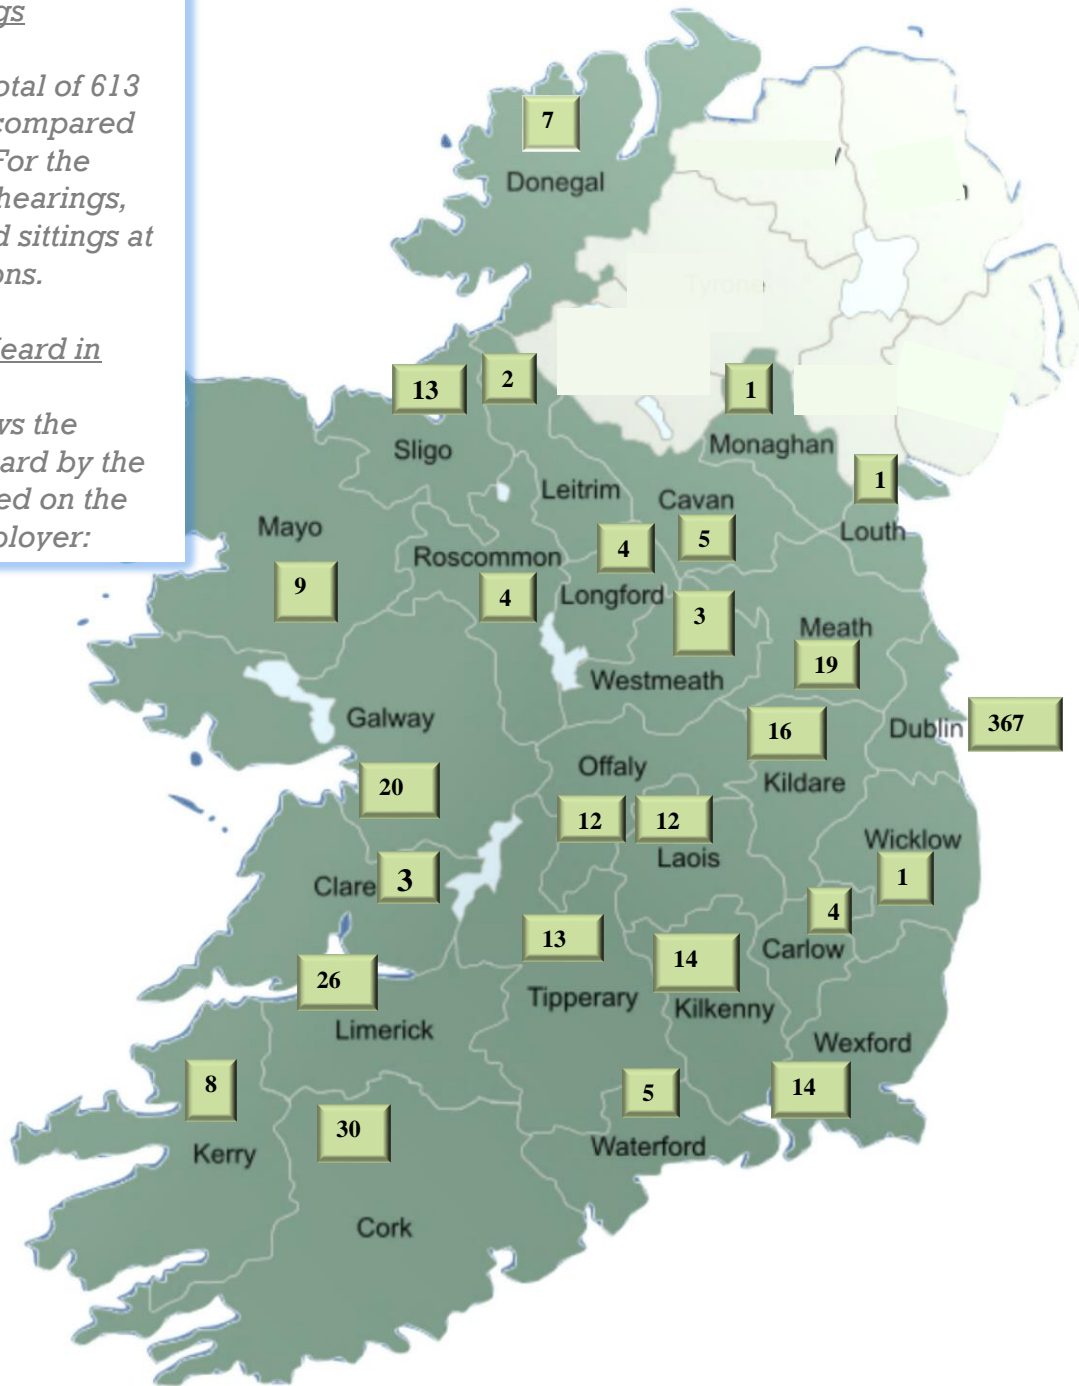 gs
otal of 613
compared
For the
hearings,
d sittings at
ons.
Heard in
ws the
ard by the
ed on the
ployer:
7
Donegal
Tyrone
13
2
1
Sligo
Monaghan
1
Leitrim
Cavan
Mayo
Louth
4
5
Roscommon
9
4
Longford
3
Meath
19
Westmeath
Galway
16
Dublin
367
Offaly
Kildare
20
12
12
Wicklow
Laois
Clare
3
1
4
13
14
Carlow
26
Tipperary
Kilkenny
Limerick
Wexford
8
5
14
30
Kerry
Waterford
Cork